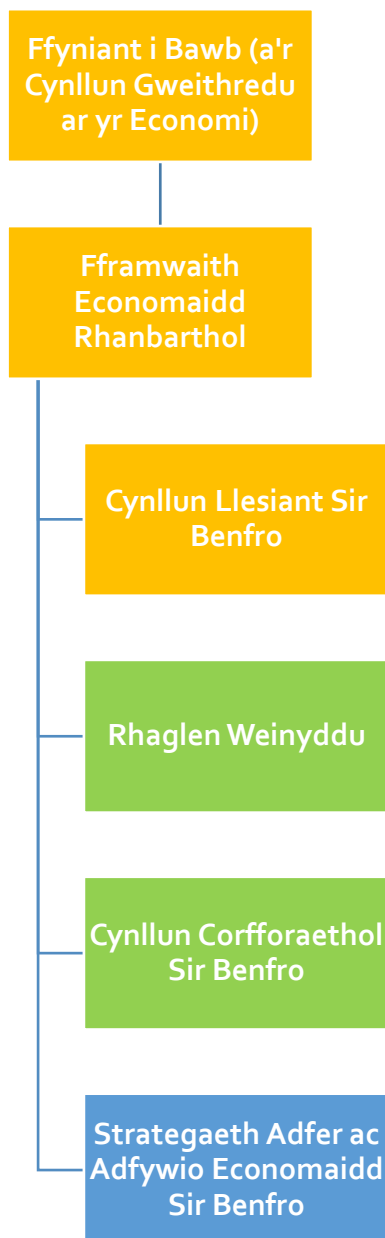 Ffyniant i Bawb (a'r
Cynllun Gweithredu
ar yr Economi)
Fframwaith
Economaidd
Rhanbarthol
Cynllun Llesiant Sir
Benfro
Rhaglen Weinyddu
Cynllun Corfforaethol
Sir Benfro
Strategaeth Adfer ac
Adfywio Economaidd
Sir Benfro